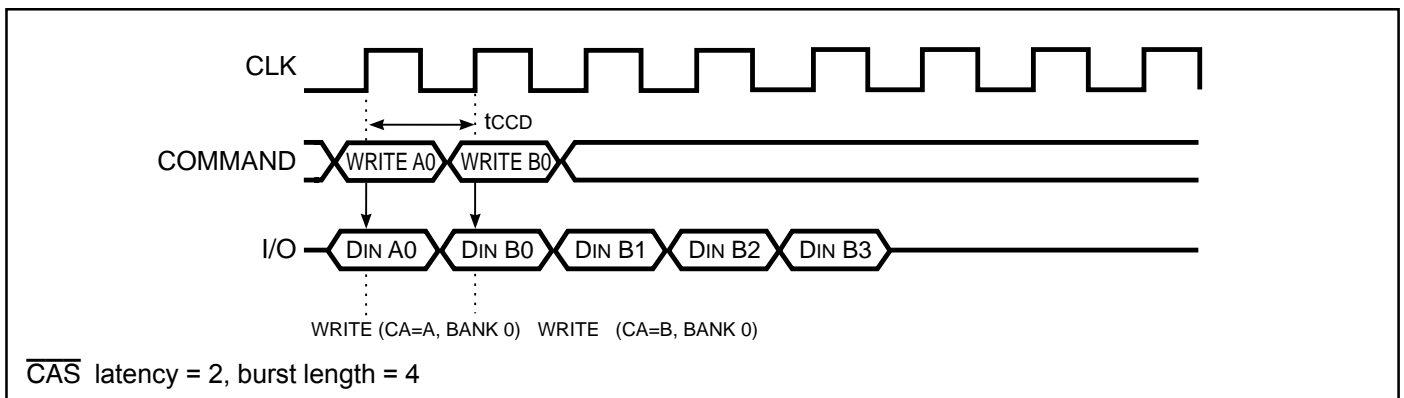 CLK
tCCD
COMMAND WRITE A0 WRITE B0
I/O DIN A0 DIN B0 DIN B1 DIN B2 DIN B3
WRITE (CA=A, BANK 0) WRITE (CA=B, BANK 0)
CAS latency = 2, burst length = 4